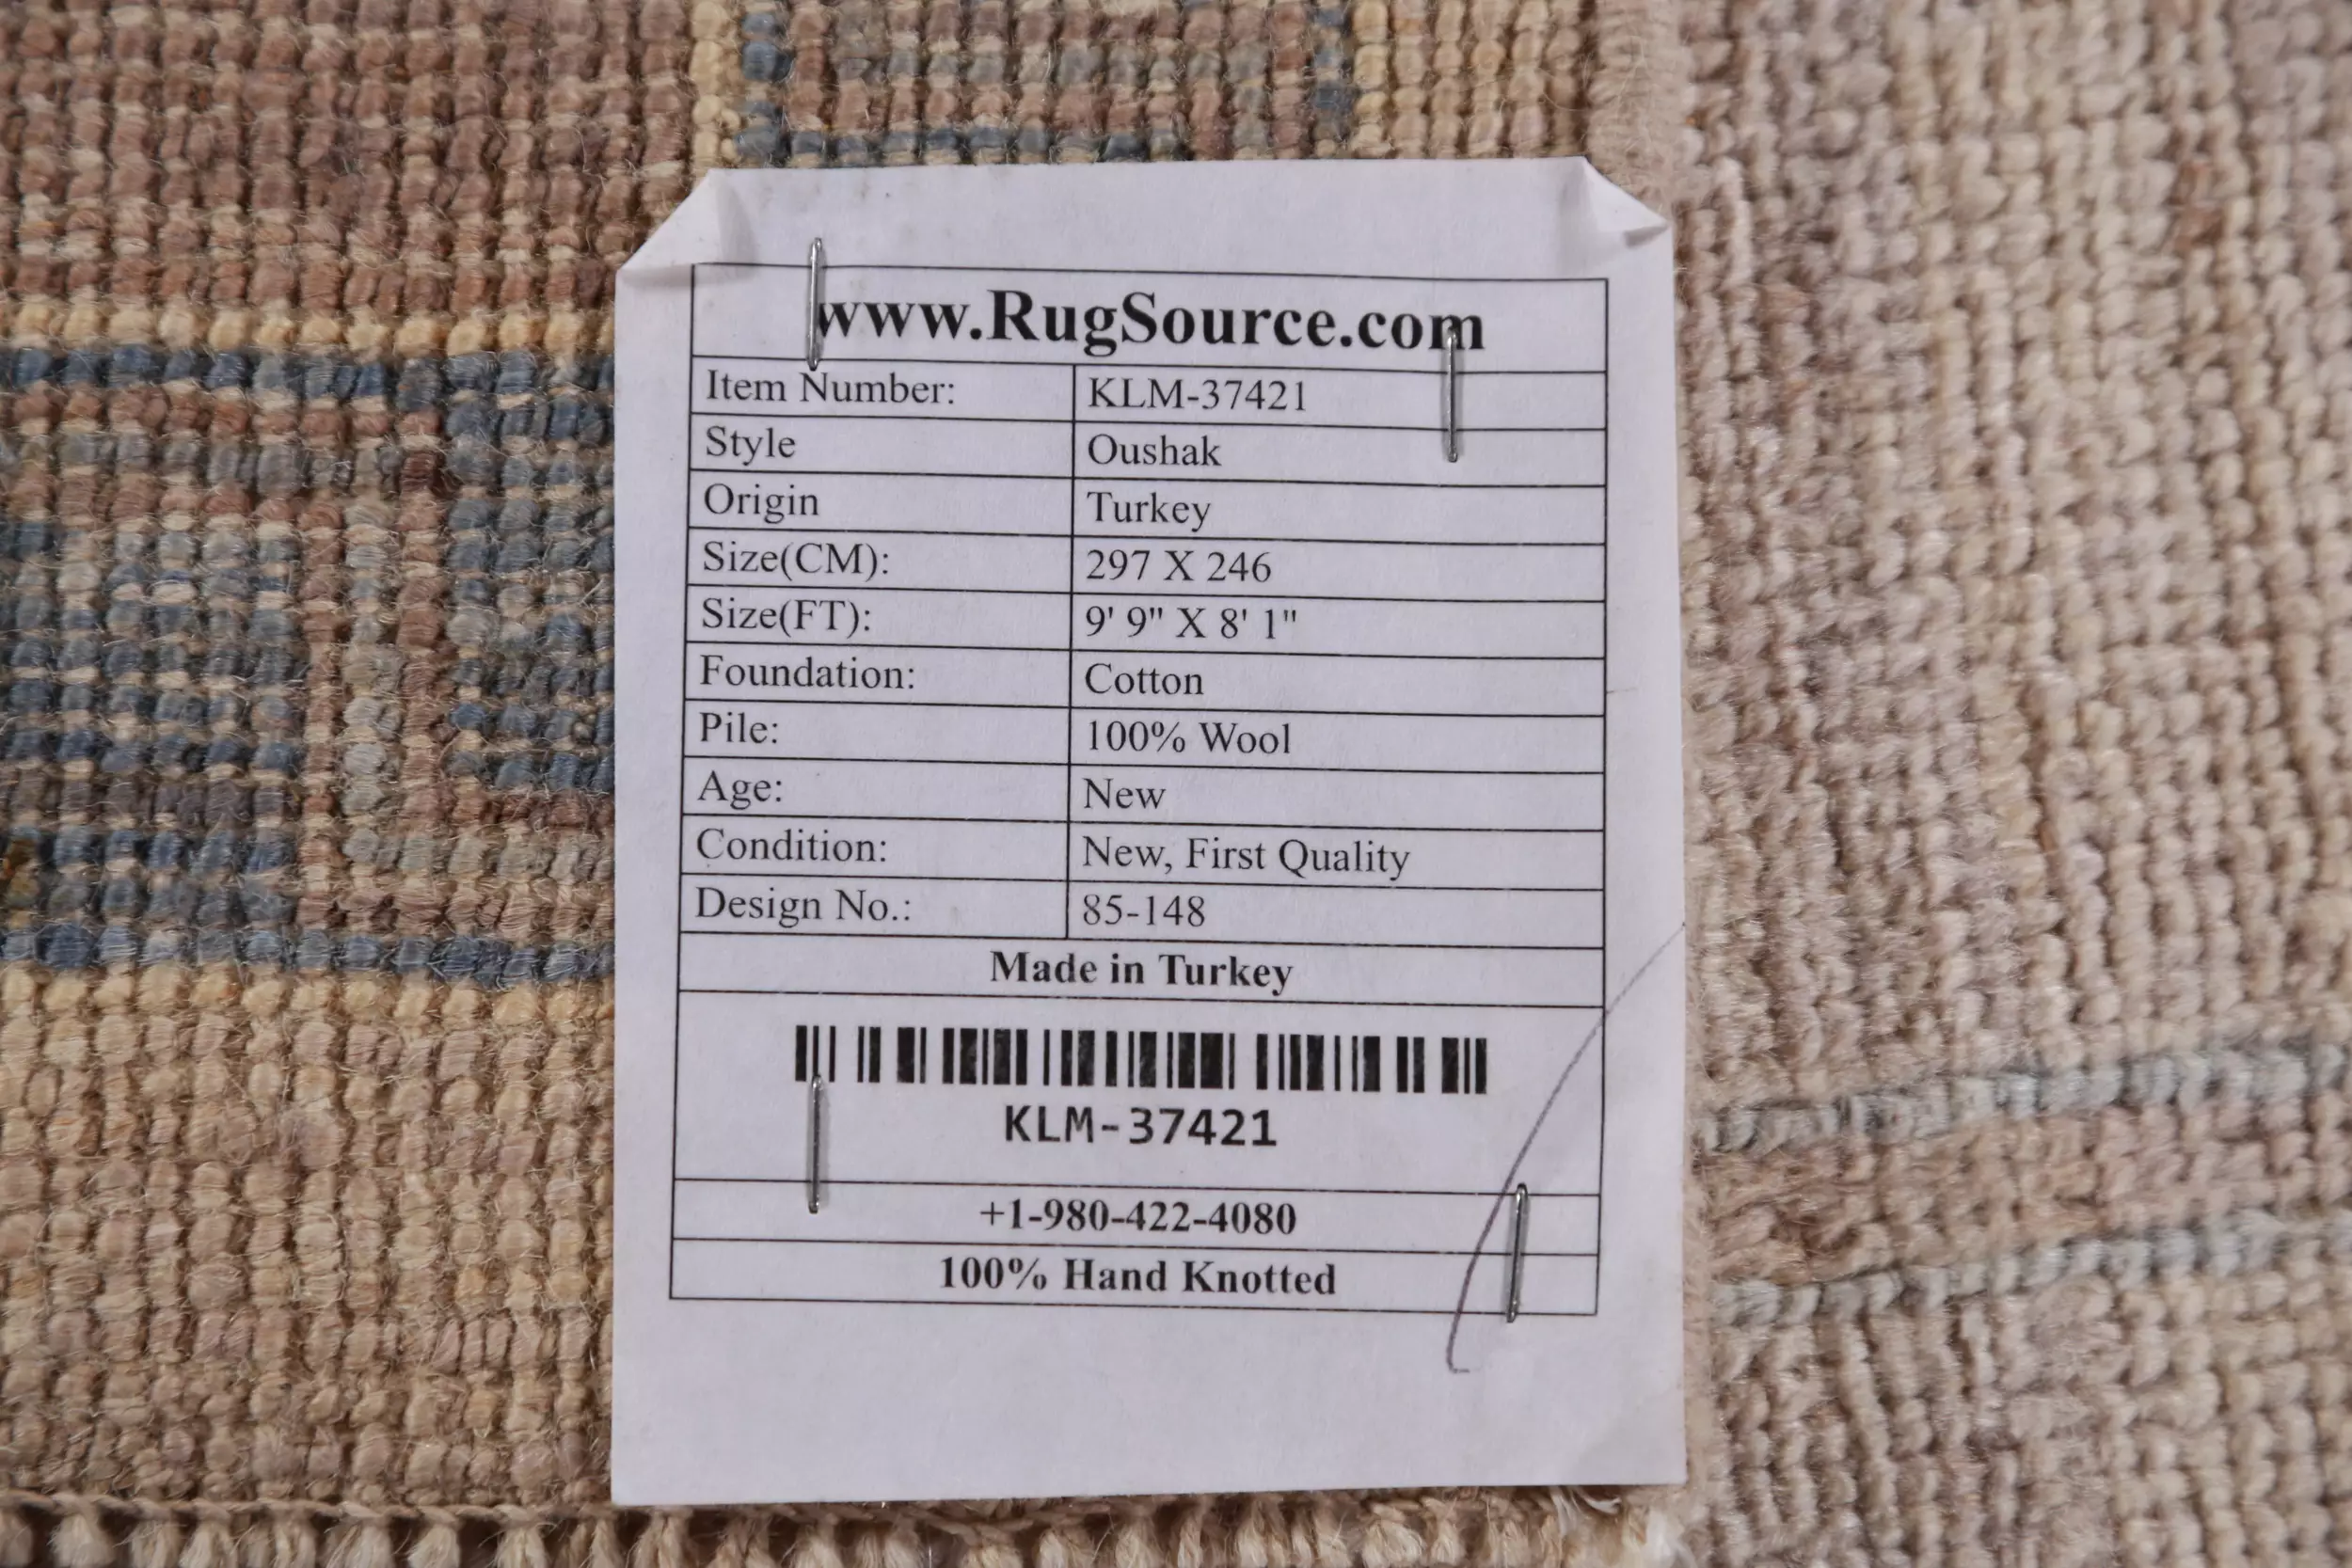 www.RugSource.com
Item Number: KLM-37421
Style Oushak
Origin Turkey
Size(CM): 297 X 246
Size(FT): 9' 9" X 8' 1"
Foundation: Cotton
Pile: 100% Wool
Age: New
Condition: New, First Quality
Design No.: 85-148
Made in Turkey
KLM-37421
+1-980-422-4080
100% Hand Knotted